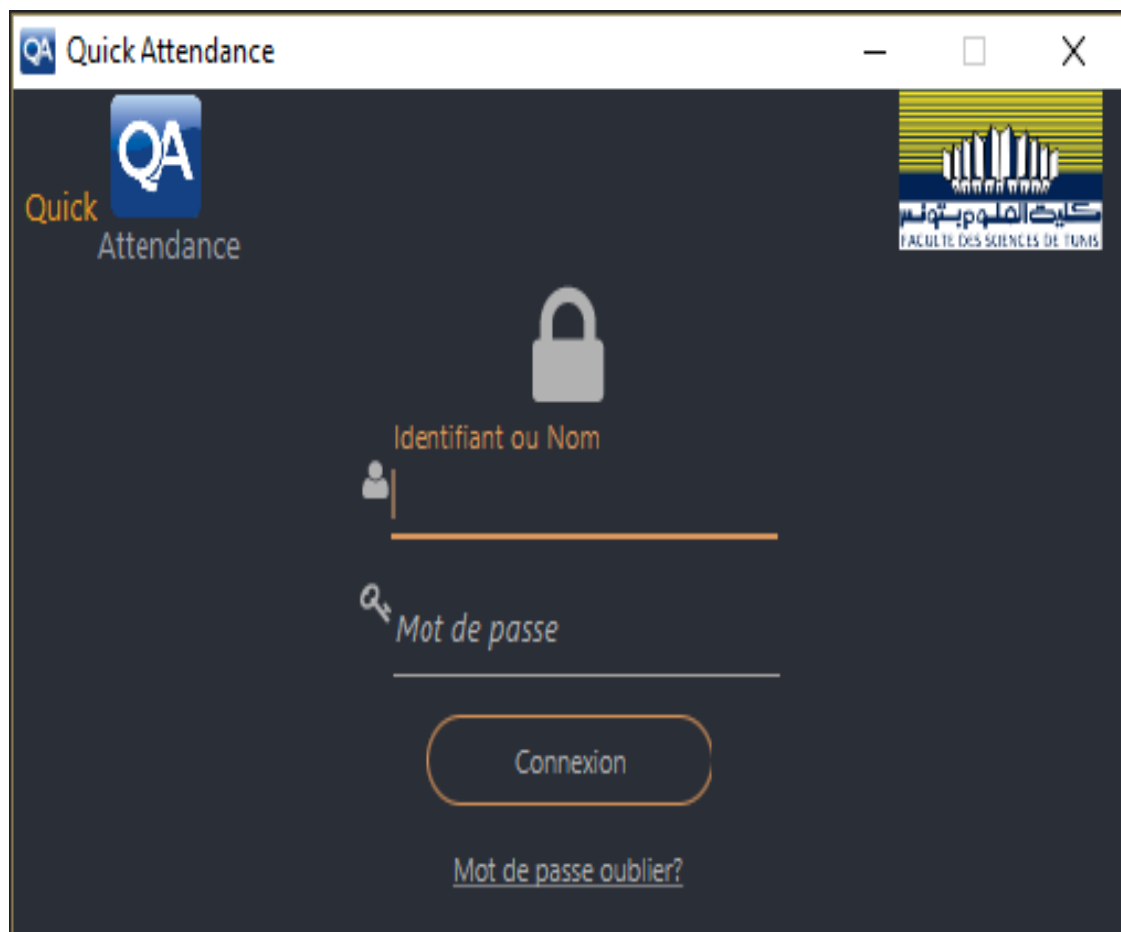 QA Quick Attendance
QA
Quick
Attendance
كلية العلوم بتونس
FACULTE DES SCIENCES DE TUNIS
Identifiant ou Nom
Mot de passe
Connexion
Mot de passe oublier?